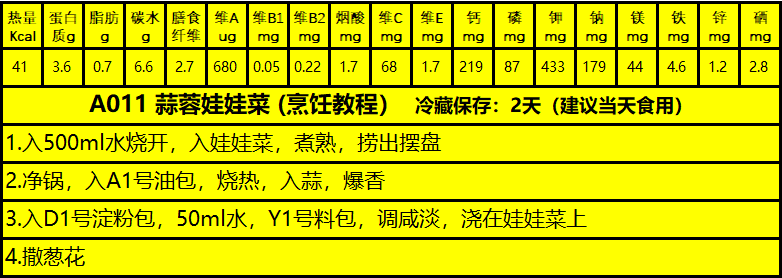 热量 蛋白 脂肪 碳水 膳食 维A 维B1 维B2 烟酸 维C 维E 钙 磷 钾 钠 镁 铁 锌 硒
Kcal 质g g g 纤维 ug mg mg mg mg mg mg mg mg mg mg mg mg mg
41 3.6 0.7 6.6 2.7 680 0.05 0.22 1.7 68 1.7 219 87 433 179 44 4.6 1.2 2.8
A011 蒜蓉娃娃菜 (烹饪教程) 冷藏保存：2天（建议当天食用）
1.入500ml水烧开，入娃娃菜，煮熟，捞出摆盘
2.净锅，入A1号油包，烧热，入蒜，爆香
3.入D1号淀粉包，50ml水，Y1号料包，调咸淡，浇在娃娃菜上
4.撒葱花